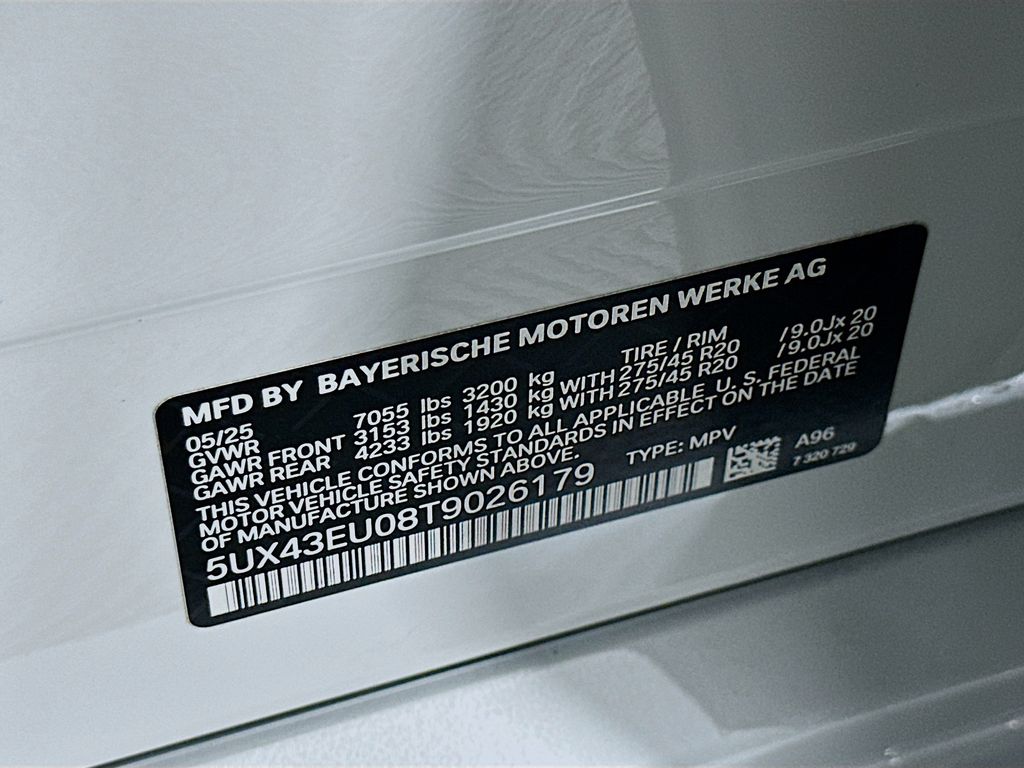 MFD BY BAYERISCHE MOTOREN WERKE AG
05/25 TIRE / RIM
GVWR 7055 lbs 3200 kg
GAWR FRONT 3153 lbs 1430 kg WITH 275/45 R20 / 9.0Jx 20
GAWR REAR 4233 lbs 1920 kg WITH 275/45 R20 / 9.0Jx 20
THIS VEHICLE CONFORMS TO ALL APPLICABLE U. S. FEDERAL
MOTOR VEHICLE SAFETY STANDARDS IN EFFECT ON THE DATE
OF MANUFACTURE SHOWN ABOVE.
5UX43EU08T9026179 TYPE: MPV A96
7 320 729